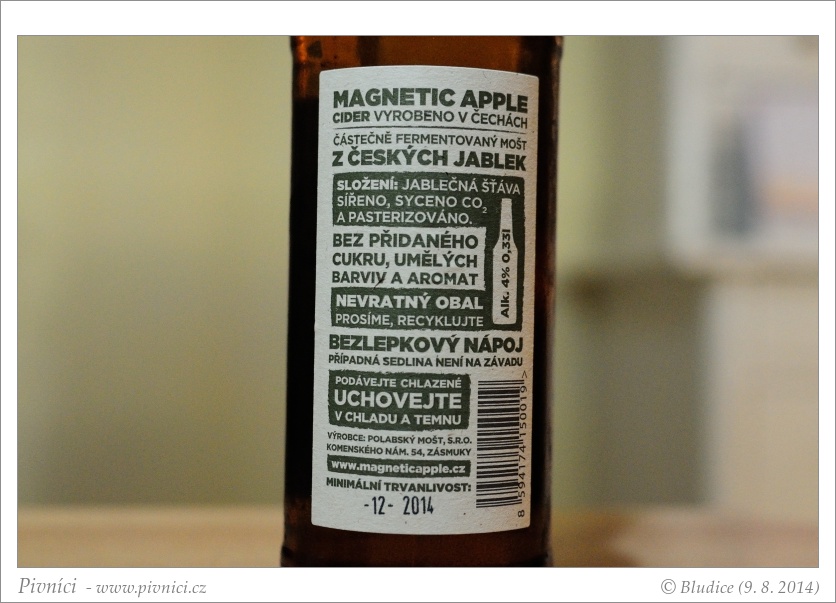 MAGNETIC APPLE
CIDER VYROBENO V ČECHÁCH
ČÁSTEČNĚ FERMENTOVANÝ MOŠT
Z ČESKÝCH JABLEK
SLOŽENÍ: JABLEČNÁ ŠŤÁVA
SÍŘENO, SYCENO CO2
A PASTERIZOVÁNO.
BEZ PŘIDANÉHO
CUKRU, UMĚLÝCH
BARVIV A AROMAT
Alk. 4% 0,33l
NEVRATNÝ OBAL
PROSÍME, RECYKLUJTE
BEZLEPKOVÝ NÁPOJ
PŘÍPADNÁ SEDLINA NENÍ NA ZÁVADU
PODÁVEJTE CHLAZENÉ
UCHOVEJTE
V CHLADU A TEMNU
VÝROBCE: POLABSKÝ MOŠT, S.R.O.
KOMENSKÉHO NÁM. 54, ZÁSMUKY
www.magneticapple.cz
MINIMÁLNÍ TRVANLIVOST:
-12- 2014
8 594174 150019 >
Pivníci - www.pivnici.cz
© Bludice (9. 8. 2014)